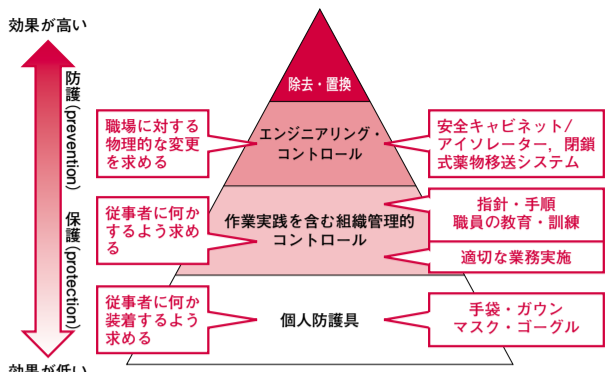 効果が高い
防護(prevention)
保護(protection)
効果が低い
除去・置換
職場に対する
物理的な変更
を求める
エンジニアリング・
コントロール
安全キャビネット/
アイソレーター，閉鎖
式薬物移送システム
従事者に何か
するよう求め
る
作業実践を含む組織管理的
コントロール
指針・手順
職員の教育・訓練
適切な業務実施
従事者に何か
装着するよう
求める
個人防護具
手袋・ガウン
マスク・ゴーグル